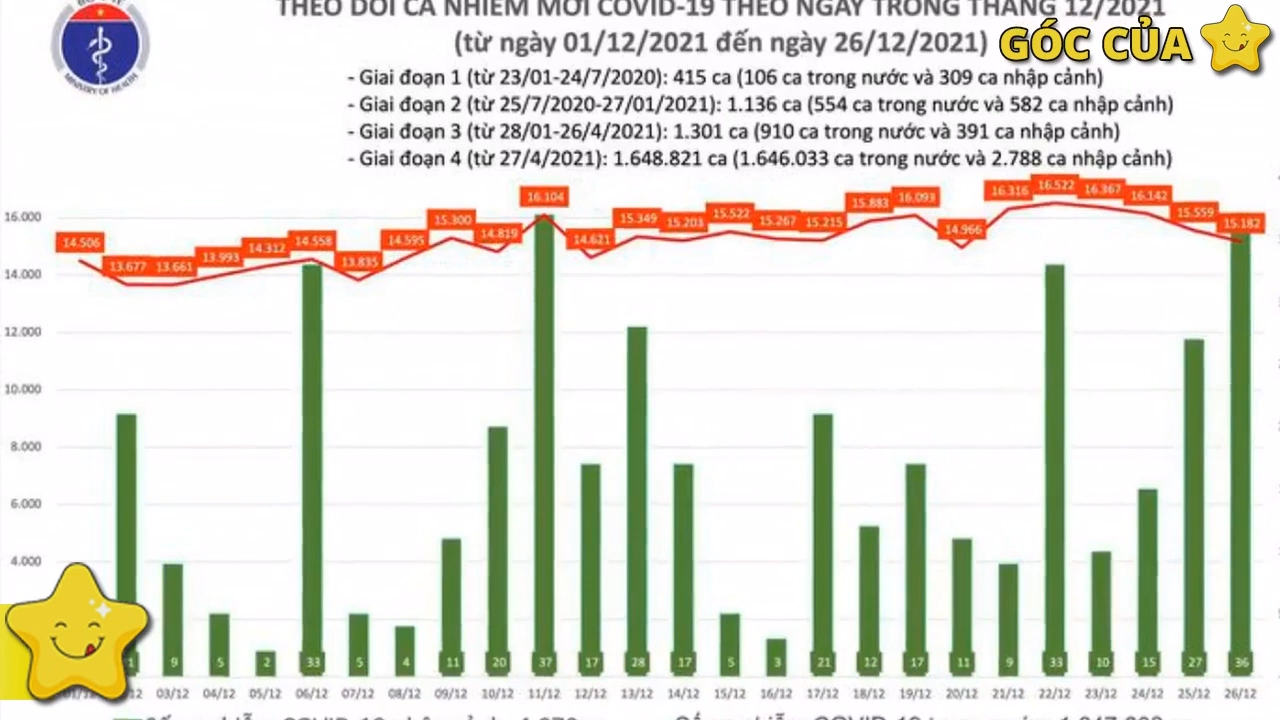 THEO DÕI CA NHIỄM MỚI COVID-19 THEO NGÀY TRONG THÁNG 12/2021
(từ ngày 01/12/2021 đến ngày 26/12/2021)
GÓC CỦA
MINISTRY OF HEALTH
- Giai đoạn 1 (từ 23/01-24/7/2020): 415 ca (106 ca trong nước và 309 ca nhập cảnh)
- Giai đoạn 2 (từ 25/7/2020-27/01/2021): 1.136 ca (554 ca trong nước và 582 ca nhập cảnh)
- Giai đoạn 3 (từ 28/01-26/4/2021): 1.301 ca (910 ca trong nước và 391 ca nhập cảnh)
- Giai đoạn 4 (từ 27/4/2021): 1.648.821 ca (1.646.033 ca trong nước và 2.788 ca nhập cảnh)
14.506 13.677 13.661 13.993 14.312 14.558 13.835 14.595 15.300 14.819 16.104 14.621 15.349 15.203 15.522 15.267 15.215 15.883 16.093 14.966 16.316 16.522 16.367 16.142 15.559 15.182
16.000
14.000
12.000
10.000
8.000
6.000
4.000
9 5 2 33 5 4 11 20 37 17 28 17 5 3 21 12 17 11 9 33 10 15 27 36
03/12 04/12 05/12 06/12 07/12 08/12 09/12 10/12 11/12 12/12 13/12 14/12 15/12 16/12 17/12 18/12 19/12 20/12 21/12 22/12 23/12 24/12 25/12 26/12